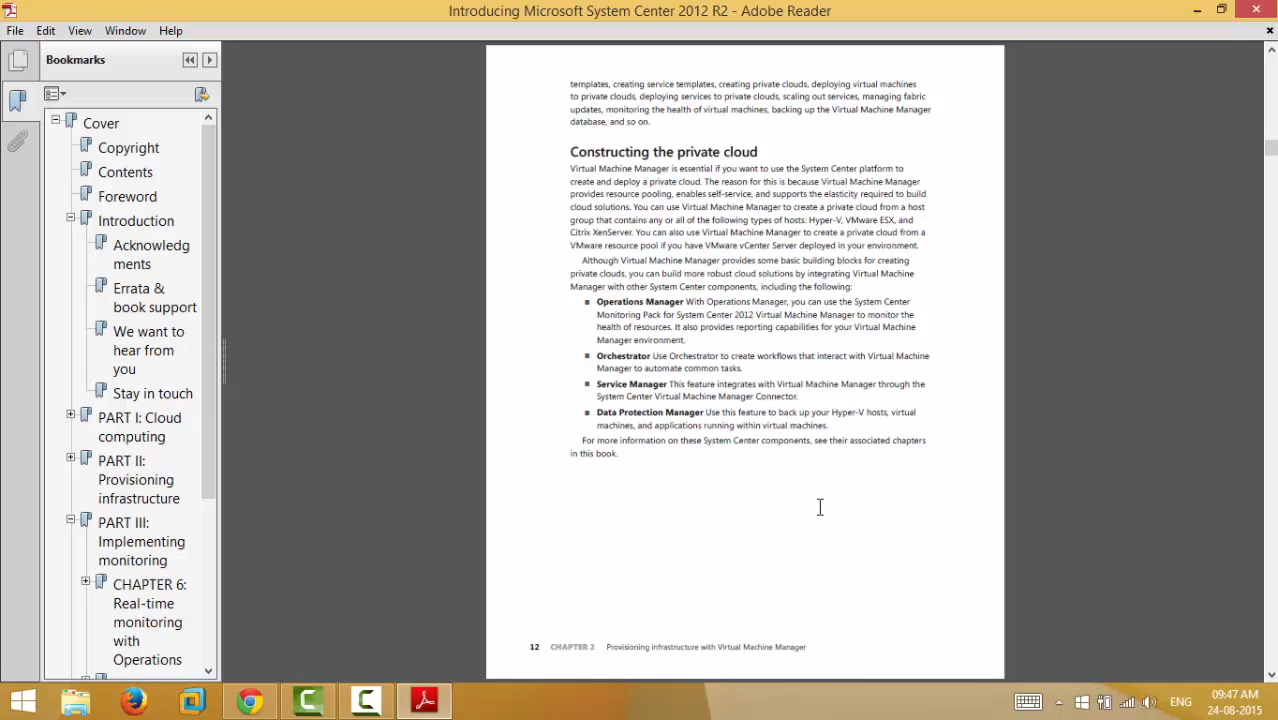 Introducing Microsoft System Center 2012 R2 - Adobe Reader
File Edit View Window Help
Bookmarks
Cover
Copyright
Contents
Foreword
Introduction
Acknowledg
ments
Errata &
book support
We want to
hear from
you
Stay in touch
PART I: Cloud
computing
PART II:
Provisioning
infrastructure
PART III:
Implementing
monitoring
CHAPTER 6:
Real-time
monitoring
with
Operations
templates, creating service templates, creating private clouds, deploying virtual machines
to private clouds, deploying services to private clouds, scaling out services, managing fabric
updates, monitoring the health of virtual machines, backing up the Virtual Machine Manager
database, and so on.
Constructing the private cloud
Virtual Machine Manager is essential if you want to use the System Center platform to
create and deploy a private cloud. The reason for this is because Virtual Machine Manager
provides resource pooling, enables self-service, and supports the elasticity required to build
cloud solutions. You can use Virtual Machine Manager to create a private cloud from a host
group that contains any or all of the following types of hosts: Hyper-V, VMware ESX, and
Citrix XenServer. You can also use Virtual Machine Manager to create a private cloud from a
VMware resource pool if you have VMware vCenter Server deployed in your environment.
Although Virtual Machine Manager provides some basic building blocks for creating
private clouds, you can build more robust cloud solutions by integrating Virtual Machine
Manager with other System Center components, including the following:
Operations Manager With Operations Manager, you can use the System Center
Monitoring Pack for System Center 2012 Virtual Machine Manager to monitor the
health of resources. It also provides reporting capabilities for your Virtual Machine
Manager environment.
Orchestrator Use Orchestrator to create workflows that interact with Virtual Machine
Manager to automate common tasks.
Service Manager This feature integrates with Virtual Machine Manager through the
System Center Virtual Machine Manager Connector.
Data Protection Manager Use this feature to back up your Hyper-V hosts, virtual
machines, and applications running within virtual machines.
For more information on these System Center components, see their associated chapters
in this book.
12 CHAPTER 2 Provisioning infrastructure with Virtual Machine Manager
ENG
09:47 AM
24-08-2015